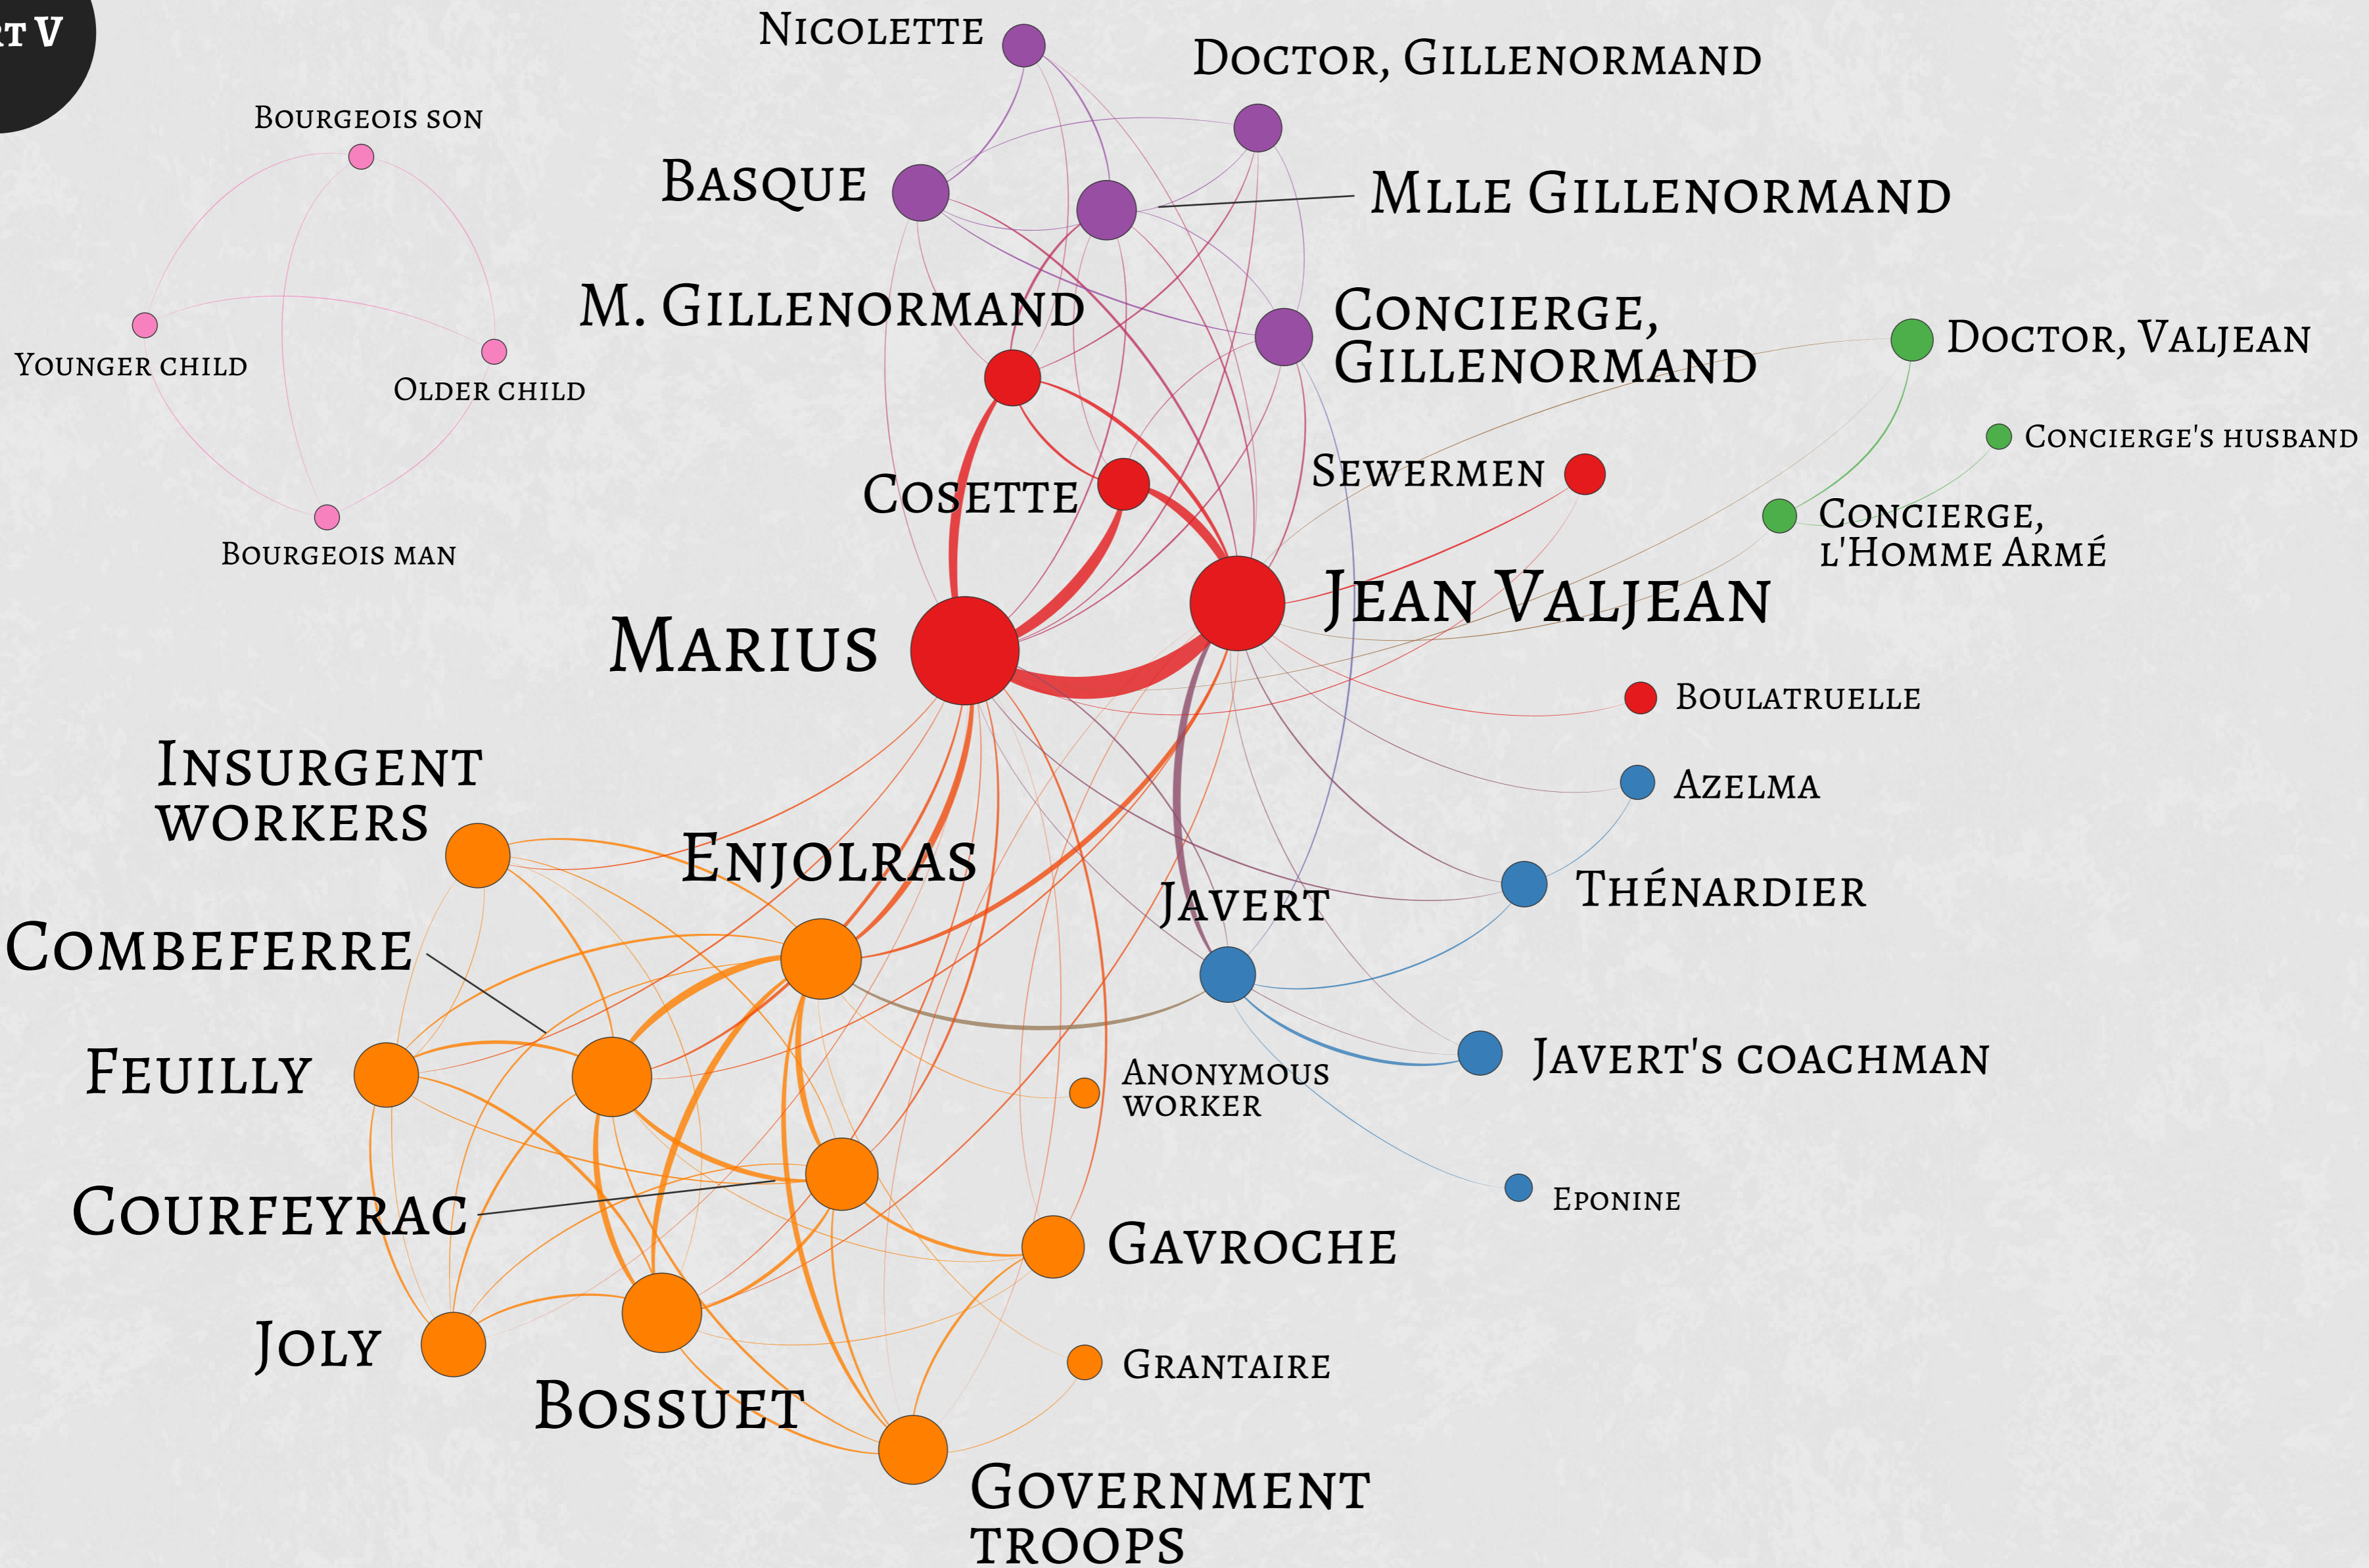 V
Nicolette
Doctor, Gillenormand
Bourgeois son
Basque
Mlle Gillenormand
M. Gillenormand
Concierge,
Gillenormand
Doctor, Valjean
Younger child
Older child
Concierge's husband
Sewermen
Cosette
Concierge,
l'Homme Armé
Bourgeois man
Jean Valjean
Marius
Boulatruelle
Insurgent
workers
Azelma
Enjolras
Thénardier
Javert
Combeferre
Feuilly
Javert's coachman
Anonymous
worker
Courfeyrac
Eponine
Gavroche
Joly
Grantaire
Bossuet
Government
troops